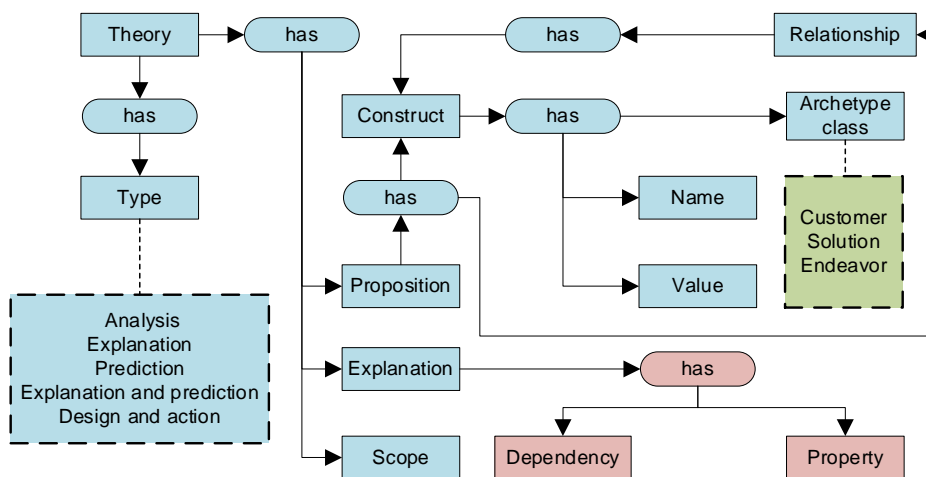 Theory
has
has
Relationship
has
Construct
has
Archetype
class
Type
has
Name
Customer
Solution
Endeavor
Proposition
Value
Analysis
Explanation
Prediction
Explanation and prediction
Design and action
Explanation
has
Scope
Dependency
Property